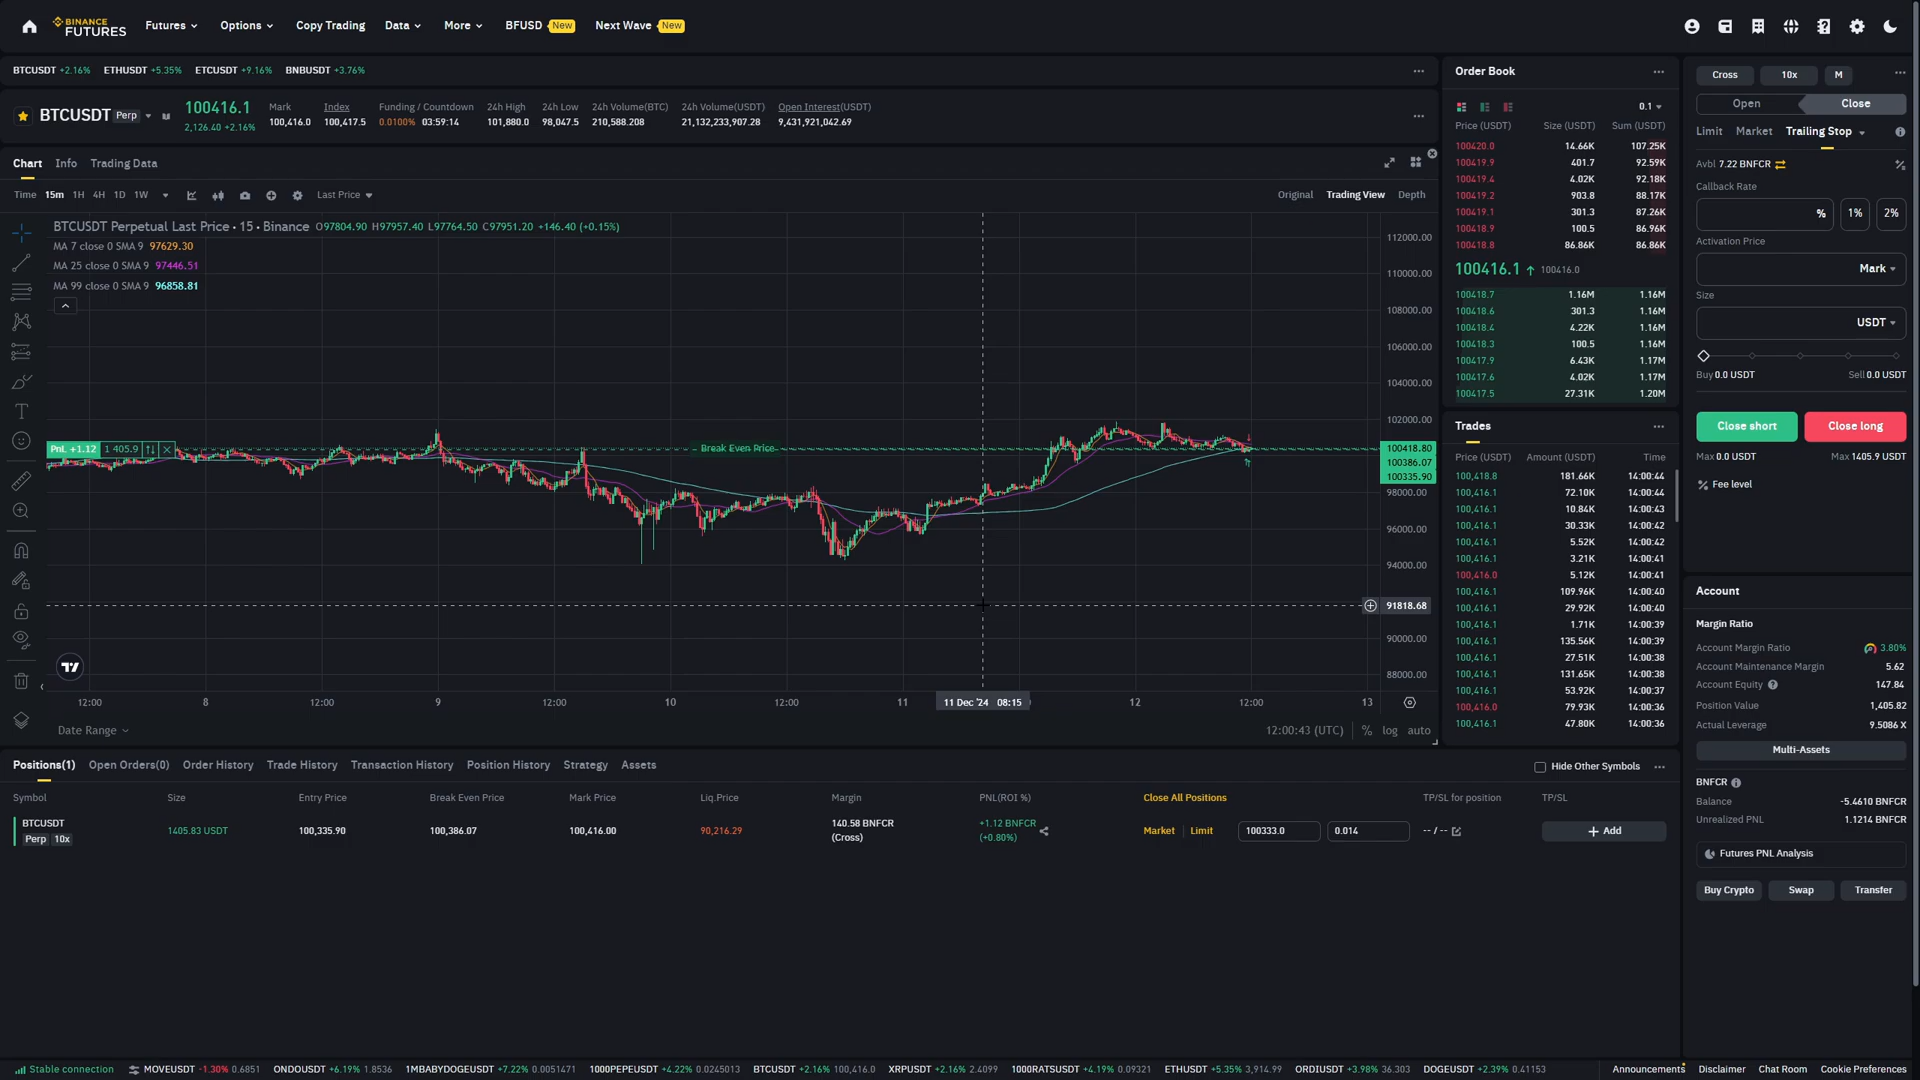 BINANCE
FUTURES
Futures
Options
Copy Trading
Data
More
BFUSD New
Next Wave New
BTCUSDT +2.16% ETHUSDT +5.35% ETCUSDT +9.16% BNBUSDT +3.76%
BTCUSDT Perp
100416.1
2,126.40 +2.16%
Mark
100,416.0
Index
100,417.5
Funding / Countdown
0.0100% 03:59:14
24h High
101,880.0
24h Low
98,047.5
24h Volume(BTC)
210,588.208
24h Volume(USDT)
21,132,233,907.28
Open Interest(USDT)
9,431,921,042.69
Chart Info Trading Data
Time 15m 1H 4H 1D 1W
Last Price
Original Trading View Depth
BTCUSDT Perpetual Last Price · 15 · Binance O97804.90 H97957.40 L97764.50 C97951.20 +146.40 (+0.15%)
MA 7 close 0 SMA 9 97629.30
MA 25 close 0 SMA 9 97446.51
MA 99 close 0 SMA 9 96858.81
112000.00
110000.00
108000.00
106000.00
104000.00
102000.00
PnL +1.12 1 405.9
Break Even Price
100418.80
100386.07
100335.90
98000.00
96000.00
94000.00
91818.68
90000.00
88000.00
12:00 8 12:00 9 12:00 10 12:00 11 11 Dec '24 08:15 12 12:00 13
Date Range
12:00:43 (UTC) % log auto
Order Book
0.1
Price (USDT) Size (USDT) Sum (USDT)
100420.0 14.66K 107.25K
100419.9 401.7 92.59K
100419.4 4.02K 92.18K
100419.2 903.8 88.17K
100419.1 301.3 87.26K
100418.9 100.5 86.96K
100418.8 86.86K 86.86K
100416.1 ↑ 100416.0
100418.7 1.16M 1.16M
100418.6 301.3 1.16M
100418.4 4.22K 1.16M
100418.3 100.5 1.16M
100417.9 6.43K 1.17M
100417.6 4.02K 1.17M
100417.5 27.31K 1.20M
Trades
Price (USDT) Amount (USDT) Time
100,418.8 181.66K 14:00:44
100,416.1 72.10K 14:00:44
100,416.1 10.84K 14:00:43
100,416.1 30.33K 14:00:42
100,416.1 5.52K 14:00:42
100,416.1 3.21K 14:00:41
100,416.0 5.12K 14:00:41
100,416.1 109.96K 14:00:40
100,416.1 29.92K 14:00:40
100,416.1 1.71K 14:00:39
100,416.1 135.56K 14:00:39
100,416.1 27.51K 14:00:38
100,416.1 131.65K 14:00:38
100,416.1 53.92K 14:00:37
100,416.0 79.93K 14:00:36
100,416.1 47.80K 14:00:36
Cross 10x M
Open Close
Limit Market Trailing Stop
Avbl 7.22 BNFCR
Callback Rate
% 1% 2%
Activation Price
Mark
Size
USDT
Buy 0.0 USDT Sell 0.0 USDT
Close short Close long
Max 0.0 USDT Max 1405.9 USDT
Fee level
Account
Margin Ratio
Account Margin Ratio 3.80%
Account Maintenance Margin 5.62
Account Equity 147.84
Position Value 1,405.82
Actual Leverage 9.5086 X
Multi-Assets
BNFCR
Balance -5.4610 BNFCR
Unrealized PNL 1.1214 BNFCR
Futures PNL Analysis
Buy Crypto Swap Transfer
Positions(1) Open Orders(0) Order History Trade History Transaction History Position History Strategy Assets
Hide Other Symbols
Symbol Size Entry Price Break Even Price Mark Price Liq.Price Margin PNL(ROI %) Close All Positions TP/SL for position TP/SL
BTCUSDT 1405.83 USDT 100,335.90 100,386.07 100,416.00 90,216.29 140.58 BNFCR +1.12 BNFCR Market Limit 100333.0 0.014 -- / -- + Add
Perp 10x (Cross) (+0.80%)
Stable connection MOVEUSDT -1.30% 0.6851 ONDOUSDT +6.19% 1.8536 1MBABYDOGEUSDT +7.22% 0.0051471 1000PEPEUSDT +4.22% 0.0245013 BTCUSDT +2.16% 100,416.0 XRPUSDT +2.16% 2.4099 1000RATSUSDT +4.19% 0.09321 ETHUSDT +5.35% 3,914.99 ORDIUSDT +3.98% 36.303 DOGEUSDT +2.39% 0.41153 Announcements Disclaimer Chat Room Cookie Preferences